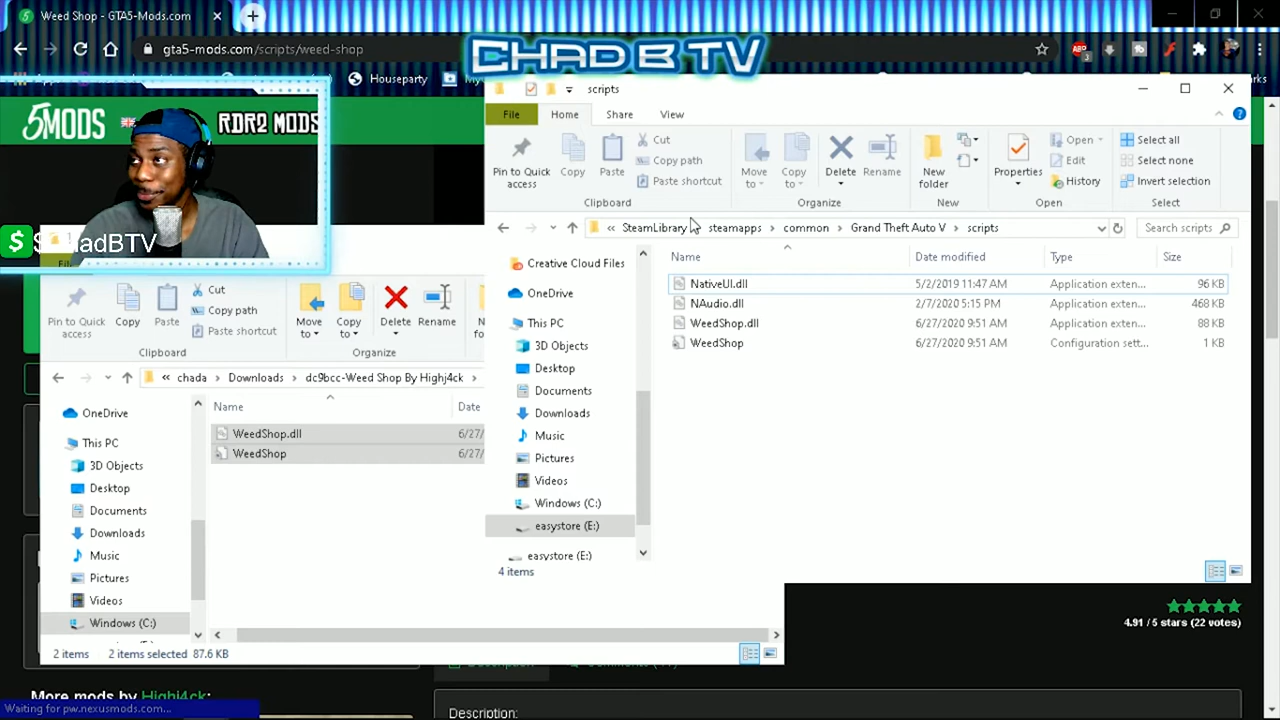 Weed Shop - GTA5-Mods.com
gta5-mods.com/scripts/weed-shop
Houseparty
CHAD B TV
5MODS
RDR2 MODS
scripts
File
Home
Share
View
Pin to Quick access
Copy
Paste
Cut
Copy path
Paste shortcut
Clipboard
Move to
Copy to
Delete
Rename
Organize
New folder
New
Properties
Open
Edit
History
Open
Select all
Select none
Invert selection
Select
« SteamLibrary steamapps › common › Grand Theft Auto V › scripts
Search scripts
Creative Cloud Files
OneDrive
This PC
3D Objects
Desktop
Documents
Downloads
Music
Pictures
Videos
Windows (C:)
easystore (E:)
easystore (E:)
Name
Date modified
Type
Size
NativeUI.dll 5/2/2019 11:47 AM Application exten... 96 KB
NAudio.dll 2/7/2020 5:15 PM Application exten... 468 KB
WeedShop.dll 6/27/2020 9:51 AM Application exten... 88 KB
WeedShop 6/27/2020 9:51 AM Configuration sett... 1 KB
4 items
Pin to Quick access
Copy
Paste
Cut
Copy path
Paste shortcut
Clipboard
Move to
Copy to
Delete
Rename
Organize
« chada › Downloads › dc9bcc-Weed Shop By Highj4ck ›
OneDrive
This PC
3D Objects
Desktop
Documents
Downloads
Music
Pictures
Videos
Windows (C:)
Name
Date
WeedShop.dll 6/27/
WeedShop 6/27/
2 items 2 items selected 87.6 KB
4.91 / 5 stars (22 votes)
More mods by Highj4ck:
Waiting for pw.nexusmods.com...
Description: